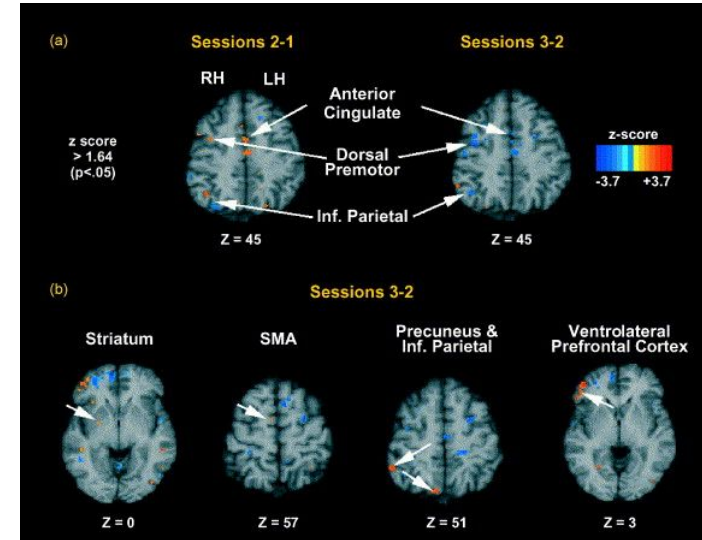 (a)
Sessions 2-1
Sessions 3-2
RH
LH
Anterior
Cingulate
z score
> 1.64
(p<.05)
Dorsal
Premotor
z-score
-3.7
+3.7
Inf. Parietal
Z = 45
Z = 45
(b)
Sessions 3-2
Striatum
SMA
Precuneus &
Inf. Parietal
Ventrolateral
Prefrontal Cortex
Z = 0
Z = 57
Z = 51
Z = 3